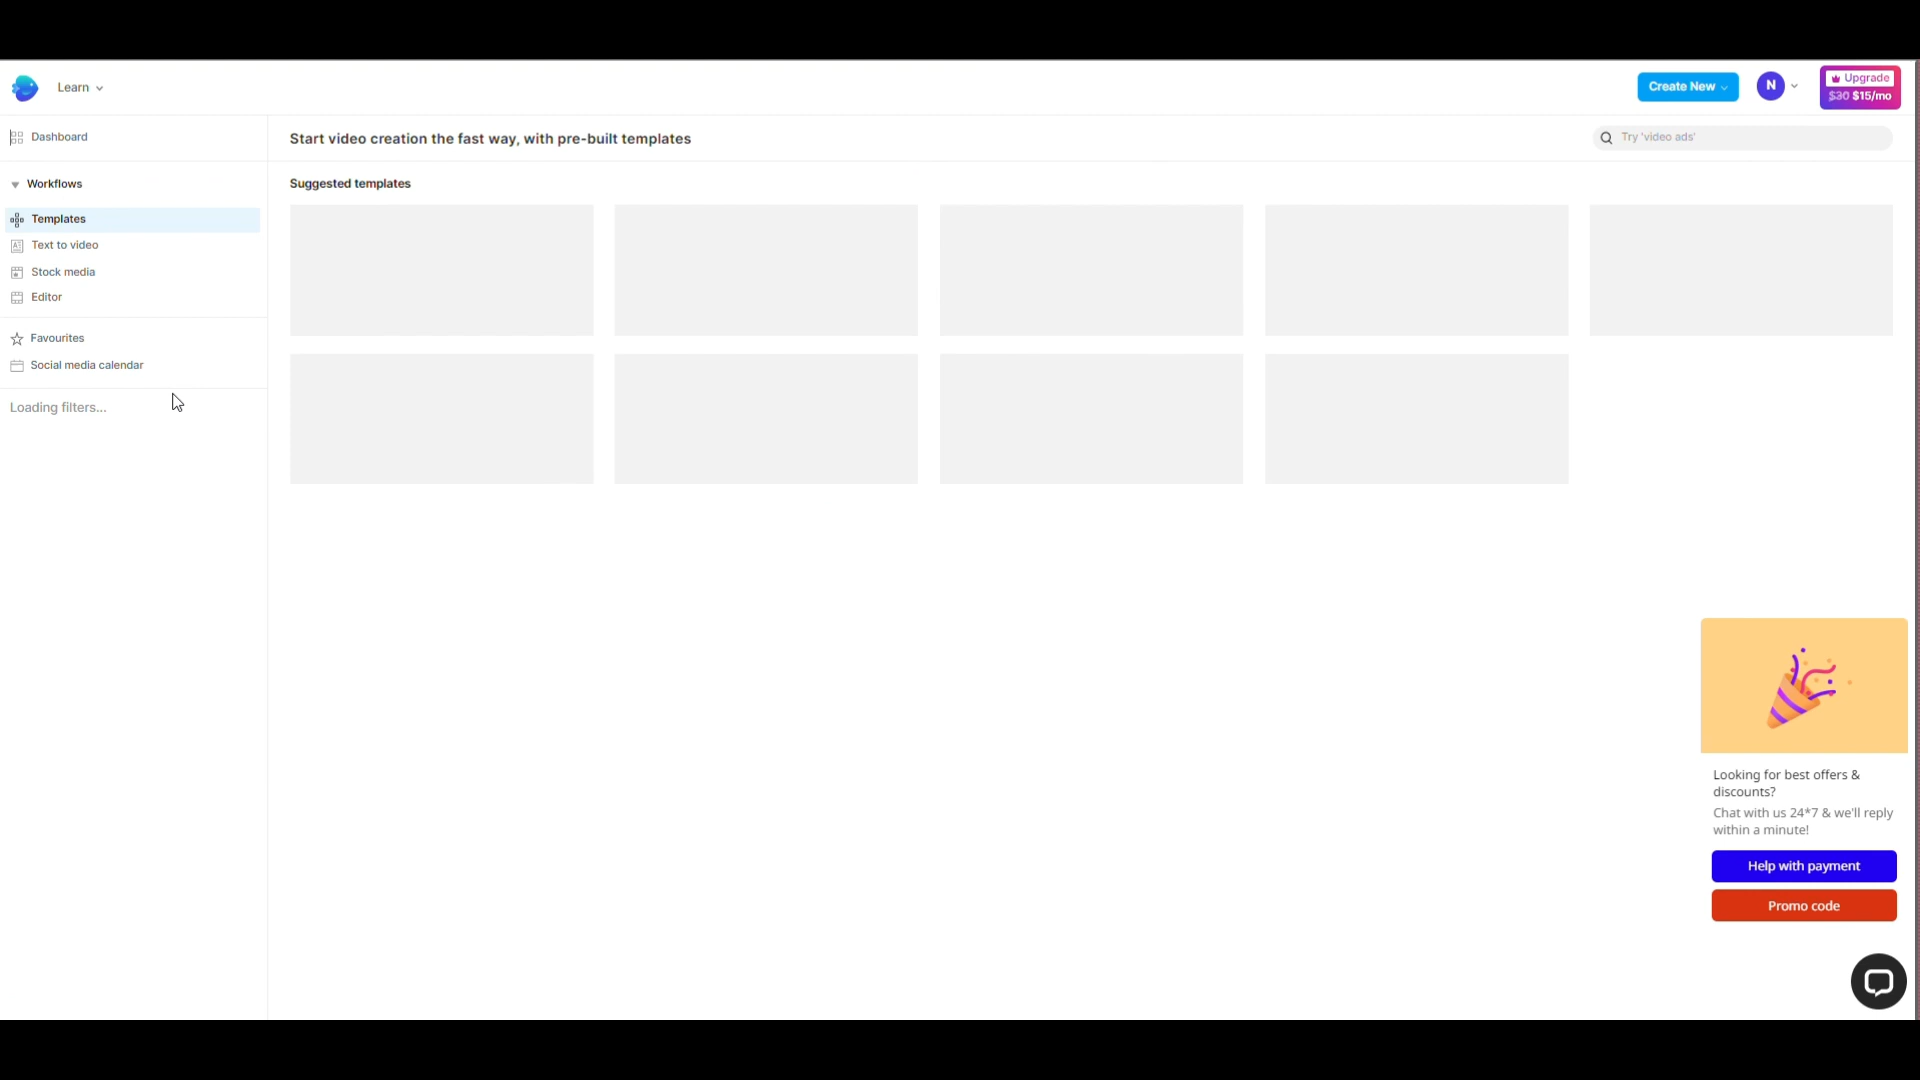 Learn
Create New
N
Upgrade
$30 $15/mo
Dashboard
Start video creation the fast way, with pre-built templates
Try 'video ads'
Workflows
Suggested templates
Templates
Text to video
Stock media
Editor
Favourites
Social media calendar
Loading filters...
Looking for best offers &
discounts?
Chat with us 24*7 & we'll reply
within a minute!
Help with payment
Promo code